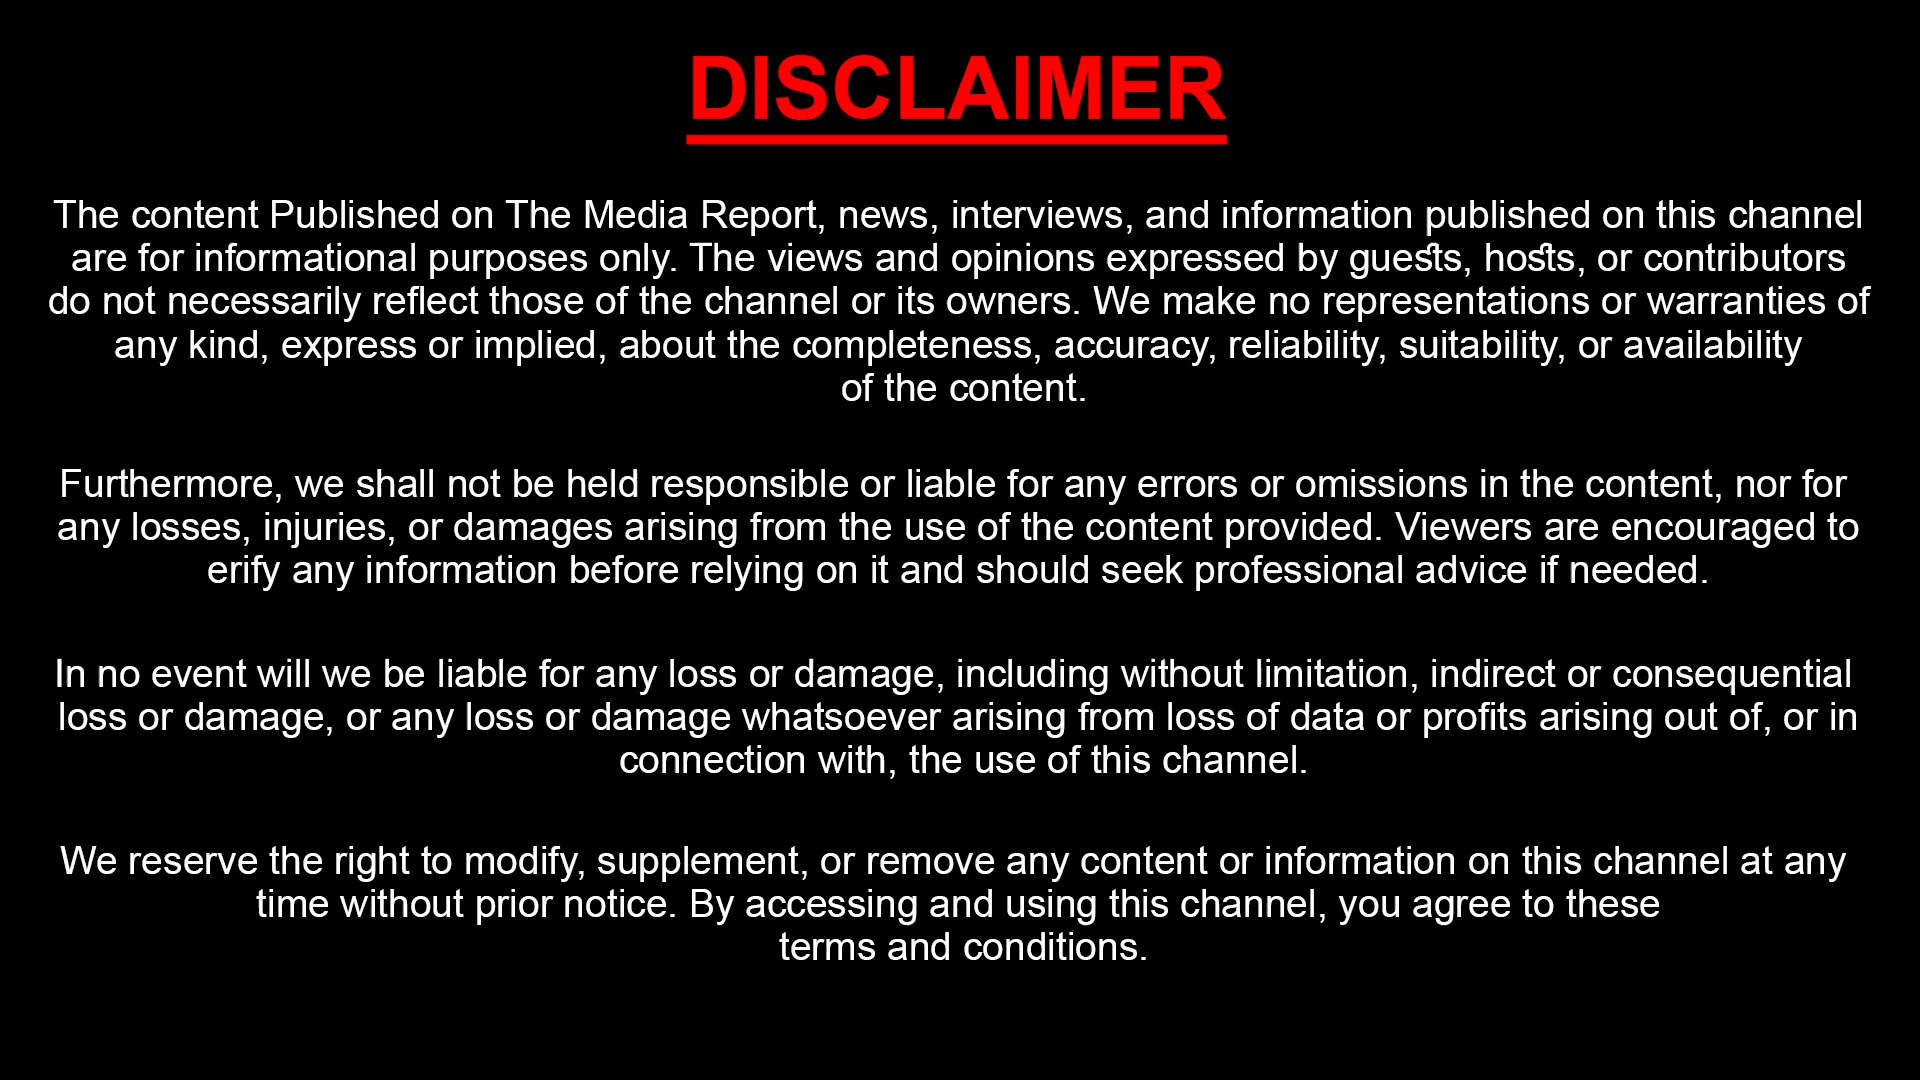 DISCLAIMER
The content Published on The Media Report, news, interviews, and information published on this channel
are for informational purposes only. The views and opinions expressed by guests, hosts, or contributors
do not necessarily reflect those of the channel or its owners. We make no representations or warranties of
any kind, express or implied, about the completeness, accuracy, reliability, suitability, or availability
of the content.
Furthermore, we shall not be held responsible or liable for any errors or omissions in the content, nor for
any losses, injuries, or damages arising from the use of the content provided. Viewers are encouraged to
erify any information before relying on it and should seek professional advice if needed.
In no event will we be liable for any loss or damage, including without limitation, indirect or consequential
loss or damage, or any loss or damage whatsoever arising from loss of data or profits arising out of, or in
connection with, the use of this channel.
We reserve the right to modify, supplement, or remove any content or information on this channel at any
time without prior notice. By accessing and using this channel, you agree to these
terms and conditions.